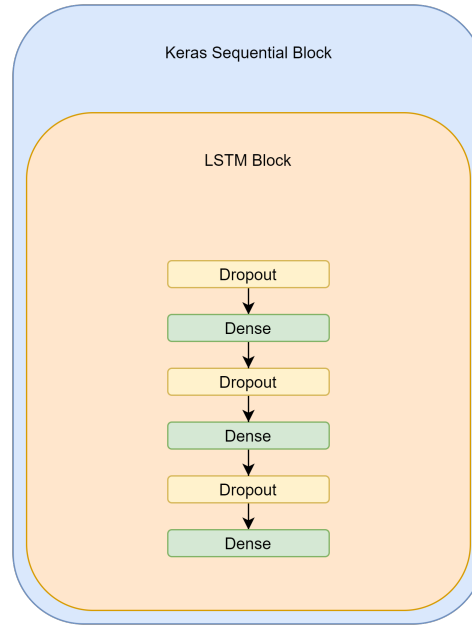 Keras Sequential Block
LSTM Block
Dropout
Dense
Dropout
Dense
Dropout
Dense